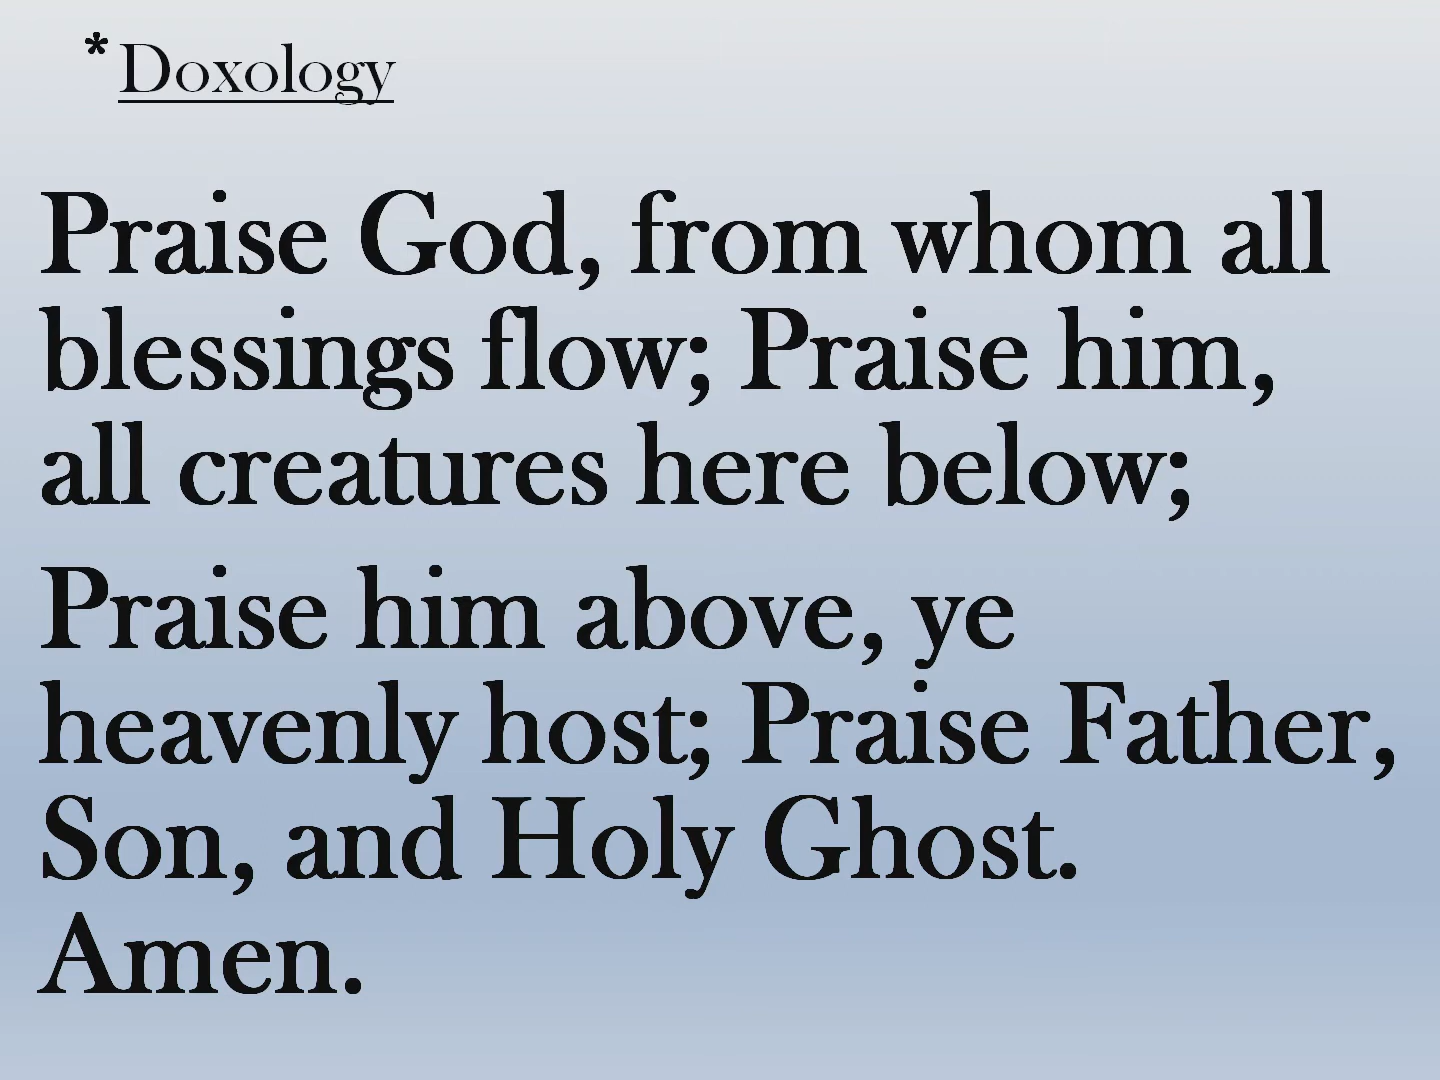 * Doxology
Praise God, from whom all
blessings flow; Praise him,
all creatures here below;
Praise him above, ye
heavenly host; Praise Father,
Son, and Holy Ghost.
Amen.